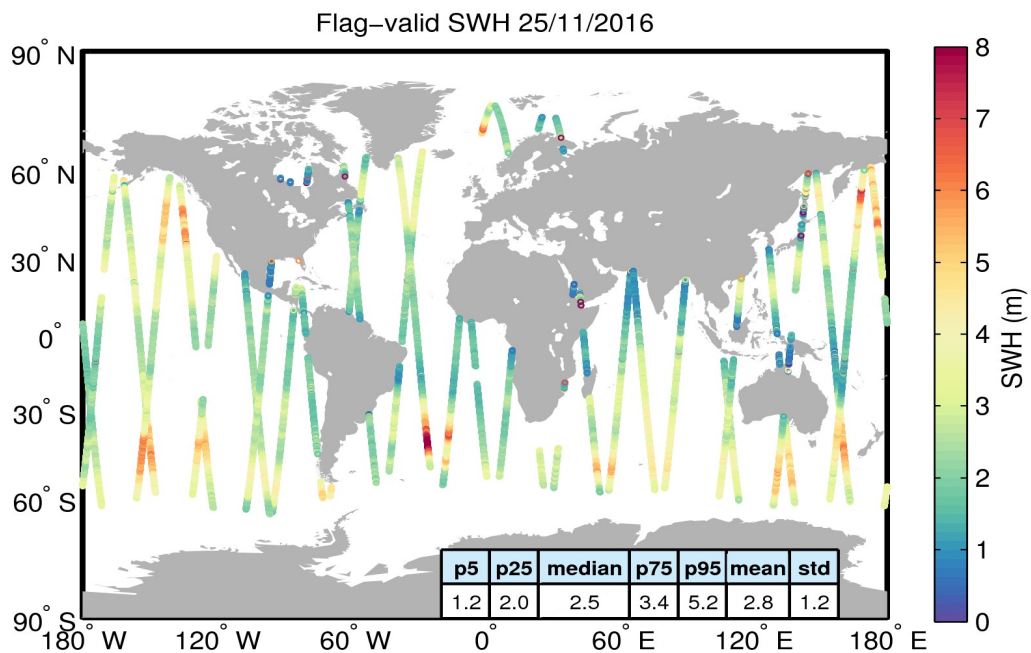 Flag−valid SWH 25/11/2016
90° N
60° N
30° N
0°
30° S
60° S
90° S
180° W
120° W
60° W
0°
60° E
120° E
180° E
p5 p25 median p75 p95 mean std
1.2 2.0 2.5 3.4 5.2 2.8 1.2
8
7
6
5
4
3
2
1
0
SWH (m)